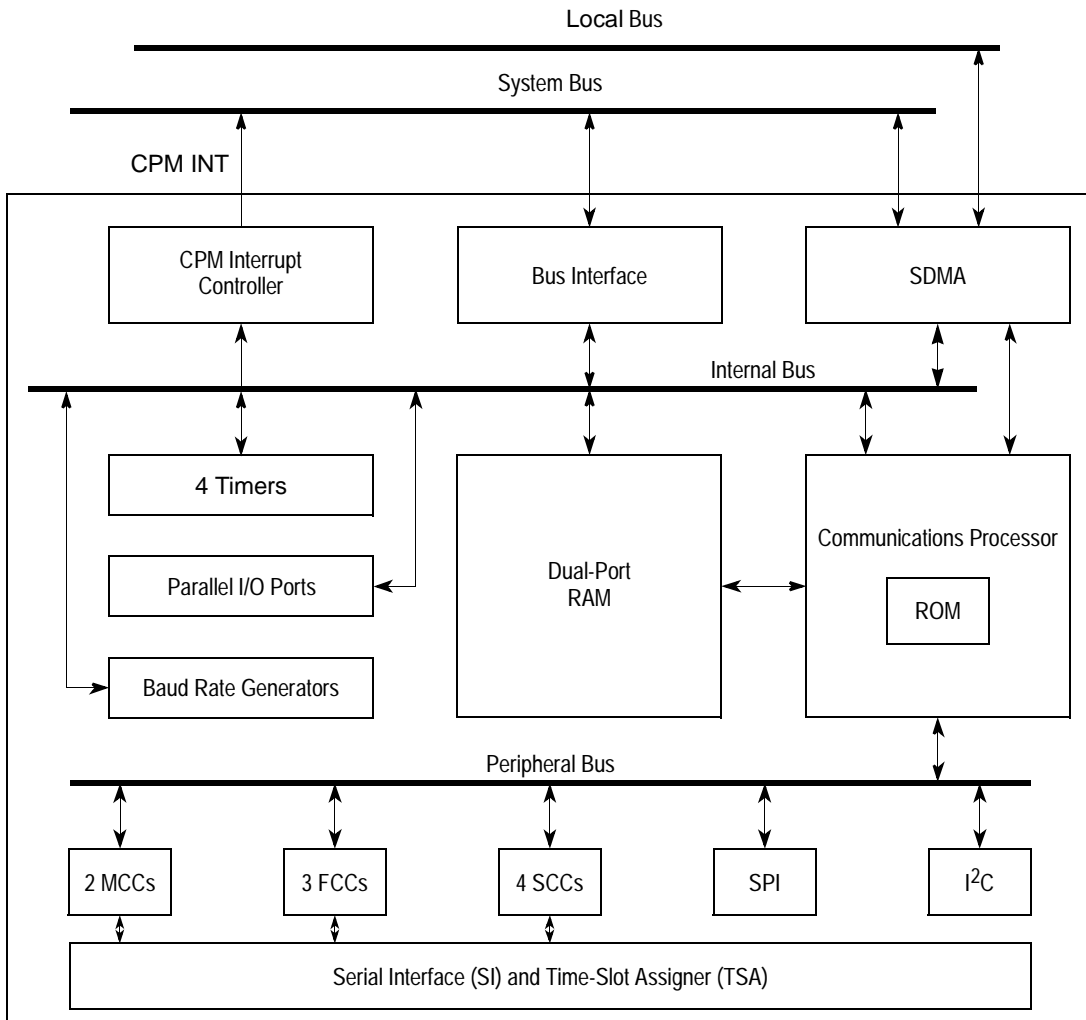 Local Bus
System Bus
CPM INT
CPM Interrupt
Controller
Bus Interface
SDMA
Internal Bus
4 Timers
Parallel I/O Ports
Baud Rate Generators
Dual-Port
RAM
Communications Processor
ROM
Peripheral Bus
2 MCCs
3 FCCs
4 SCCs
SPI
I²C
Serial Interface (SI) and Time-Slot Assigner (TSA)